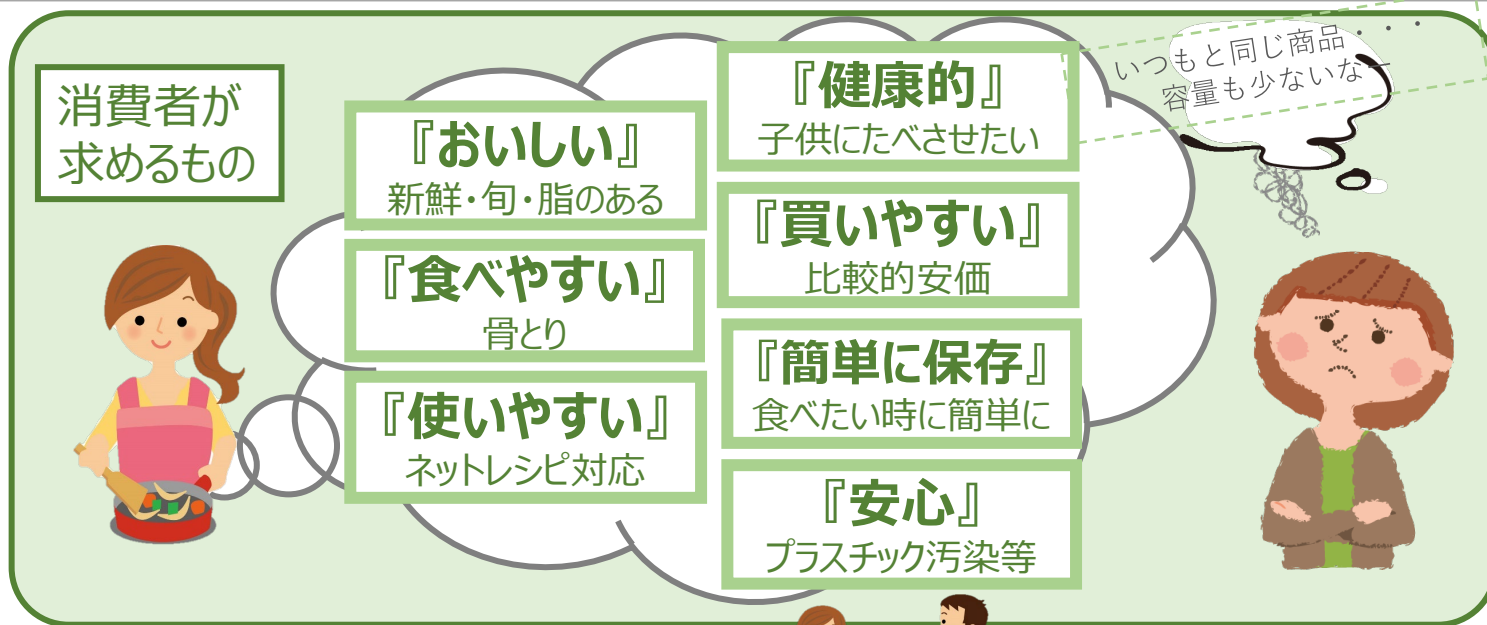 消費者が
求めるもの
『おいしい』
新鮮・旬・脂のある
『食べやすい』
骨とり
『使いやすい』
ネットレシピ対応
『健康的』
子供にたべさせたい
『買いやすい』
比較的安価
『簡単に保存』
食べたい時に簡単に
『安心』
プラスチック汚染等
いつもと同じ商品・・・
容量も少ないなー